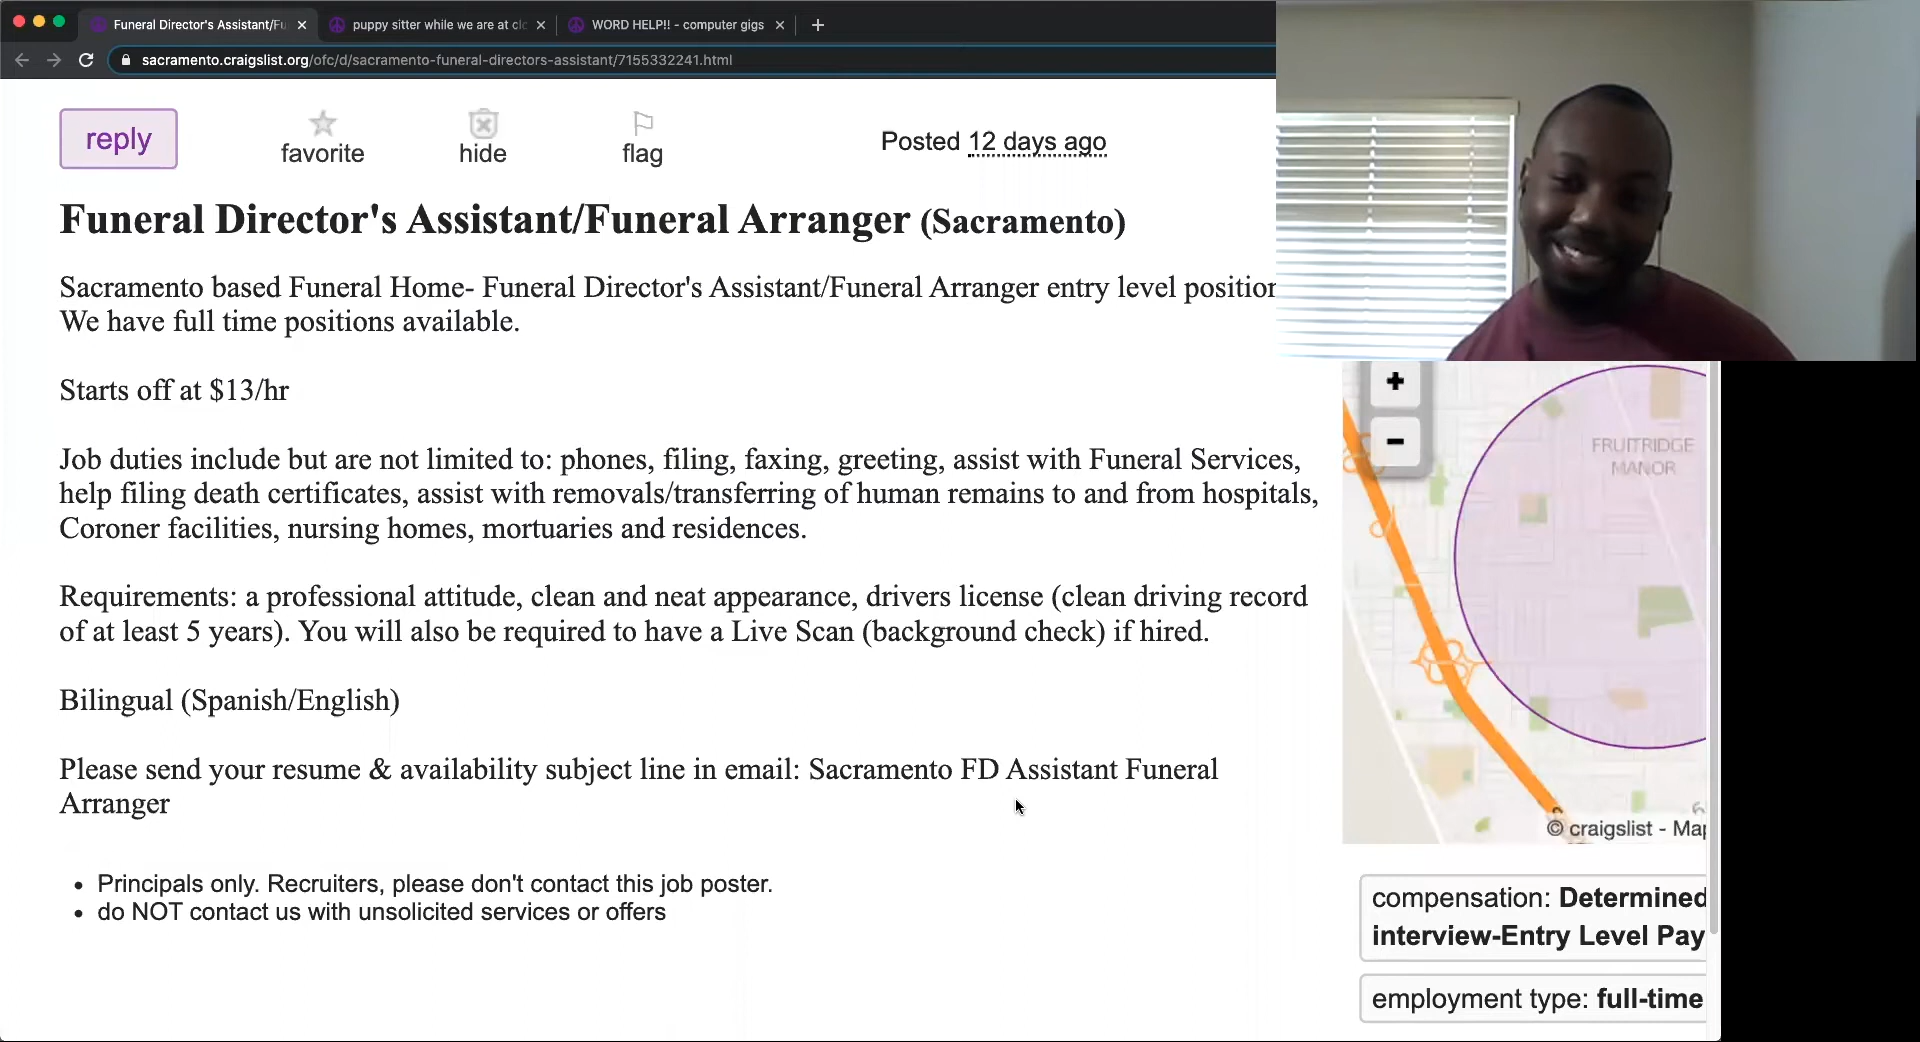 Funeral Director's Assistant/Fu
puppy sitter while we are at cl
WORD HELP!! - computer gigs
sacramento.craigslist.org/ofc/d/sacramento-funeral-directors-assistant/7155332241.html
reply
favorite
hide
flag
Posted 12 days ago
Funeral Director's Assistant/Funeral Arranger (Sacramento)
Sacramento based Funeral Home- Funeral Director's Assistant/Funeral Arranger entry level position
We have full time positions available.
Starts off at $13/hr
Job duties include but are not limited to: phones, filing, faxing, greeting, assist with Funeral Services,
help filing death certificates, assist with removals/transferring of human remains to and from hospitals,
Coroner facilities, nursing homes, mortuaries and residences.
Requirements: a professional attitude, clean and neat appearance, drivers license (clean driving record
of at least 5 years). You will also be required to have a Live Scan (background check) if hired.
Bilingual (Spanish/English)
Please send your resume & availability subject line in email: Sacramento FD Assistant Funeral
Arranger
• Principals only. Recruiters, please don't contact this job poster.
• do NOT contact us with unsolicited services or offers
+
-
FRUITRIDGE
MANOR
© craigslist - Map
compensation: Determined
interview-Entry Level Pay
employment type: full-time